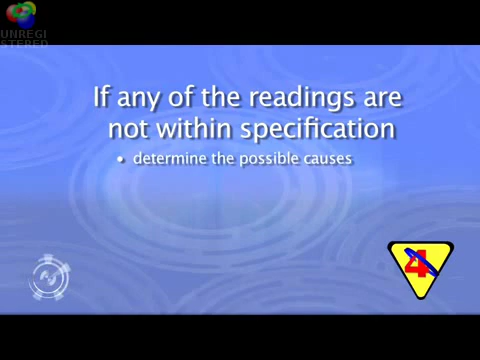 UNREGI
STERED
If any of the readings are
not within specification
• determine the possible causes
4